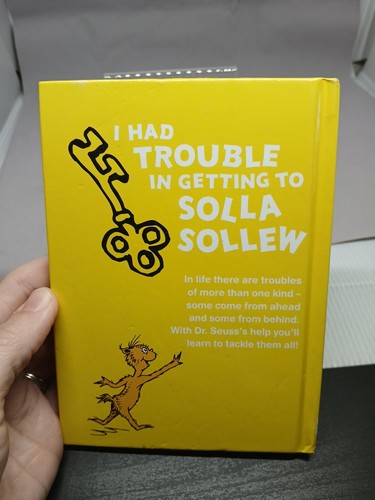 I HAD
TROUBLE
IN GETTING TO
SOLLA
SOLLEW
In life there are troubles
of more than one kind –
some come from ahead
and some from behind.
With Dr. Seuss's help you'll
learn to tackle them all!